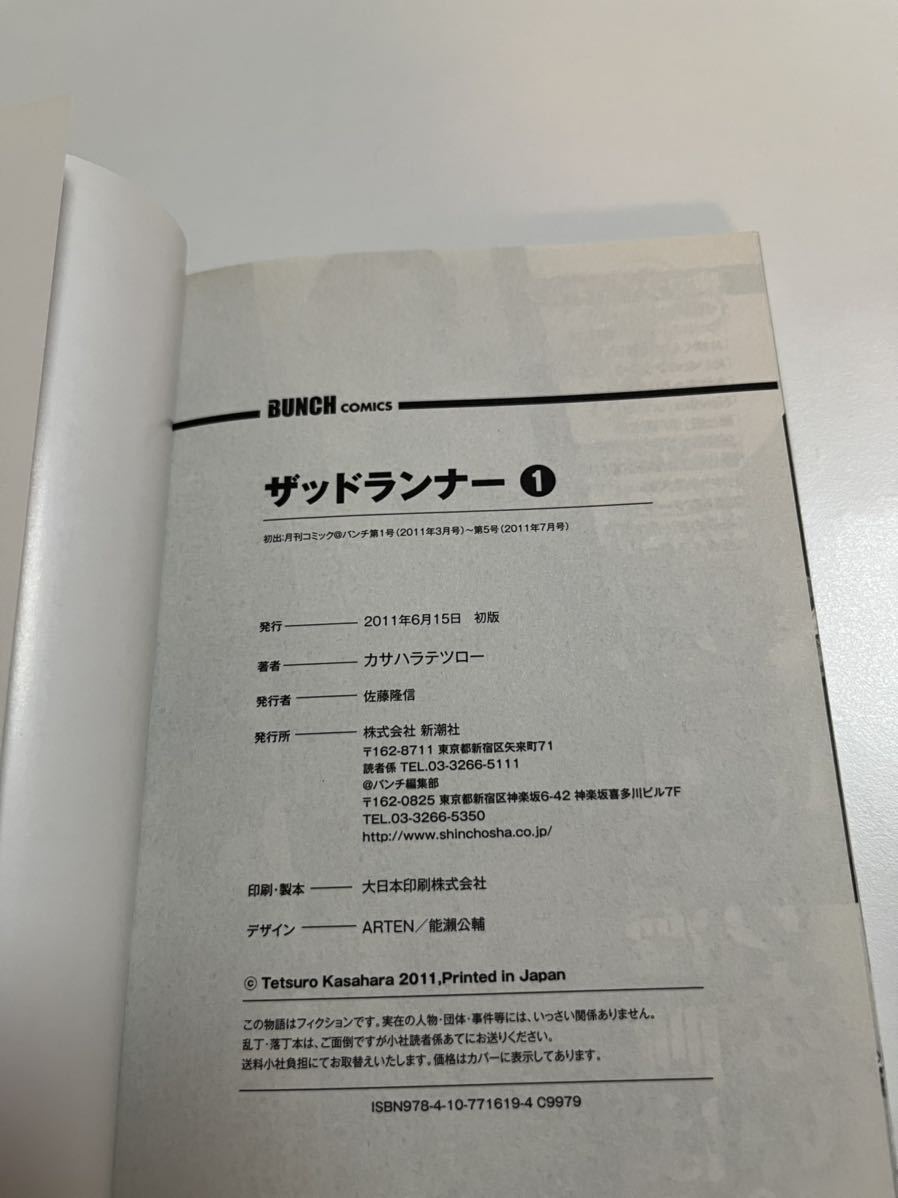 BUNCH COMICS
ザッドランナー ❶
初出:月刊コミック@バンチ第1号(2011年3月号)~第5号(2011年7月号)
発行 2011年6月15日 初版
著者 カサハラテツロー
発行者 佐藤隆信
発行所 株式会社 新潮社
〒162-8711 東京都新宿区矢来町71
読者係 TEL.03-3266-5111
@バンチ編集部
〒162-0825 東京都新宿区神楽坂6-42 神楽坂喜多川ビル7F
TEL.03-3266-5350
http://www.shinchosha.co.jp/
印刷・製本 大日本印刷株式会社
デザイン ARTEN/能瀬公輔
© Tetsuro Kasahara 2011,Printed in Japan
この物語はフィクションです。実在の人物・団体・事件等には、いっさい関係ありません。
乱丁・落丁本は、ご面倒ですが小社読者係あてにお送りください。
送料小社負担にてお取替えいたします。価格はカバーに表示してあります。
ISBN978-4-10-771619-4 C9979